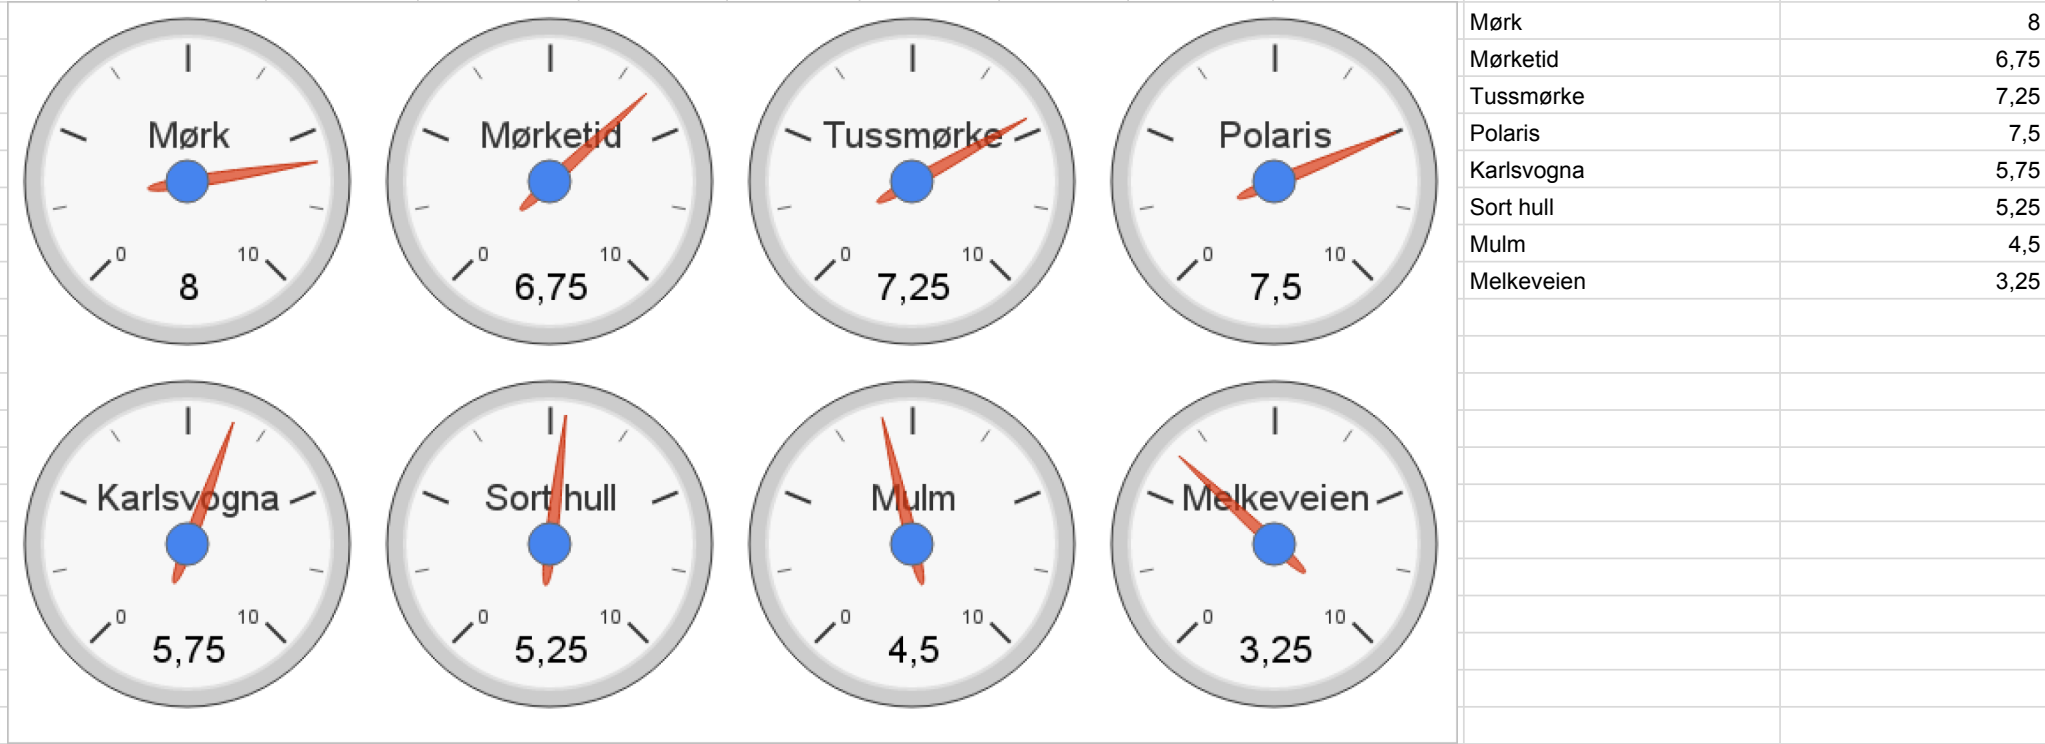 Mørk
0 10
8
Mørketid
0 10
6,75
Tussmørke
0 10
7,25
Polaris
0 10
7,5
Karlsvogna
0 10
5,75
Sort hull
0 10
5,25
Mulm
0 10
4,5
Melkeveien
0 10
3,25
Mørk 8
Mørketid 6,75
Tussmørke 7,25
Polaris 7,5
Karlsvogna 5,75
Sort hull 5,25
Mulm 4,5
Melkeveien 3,25